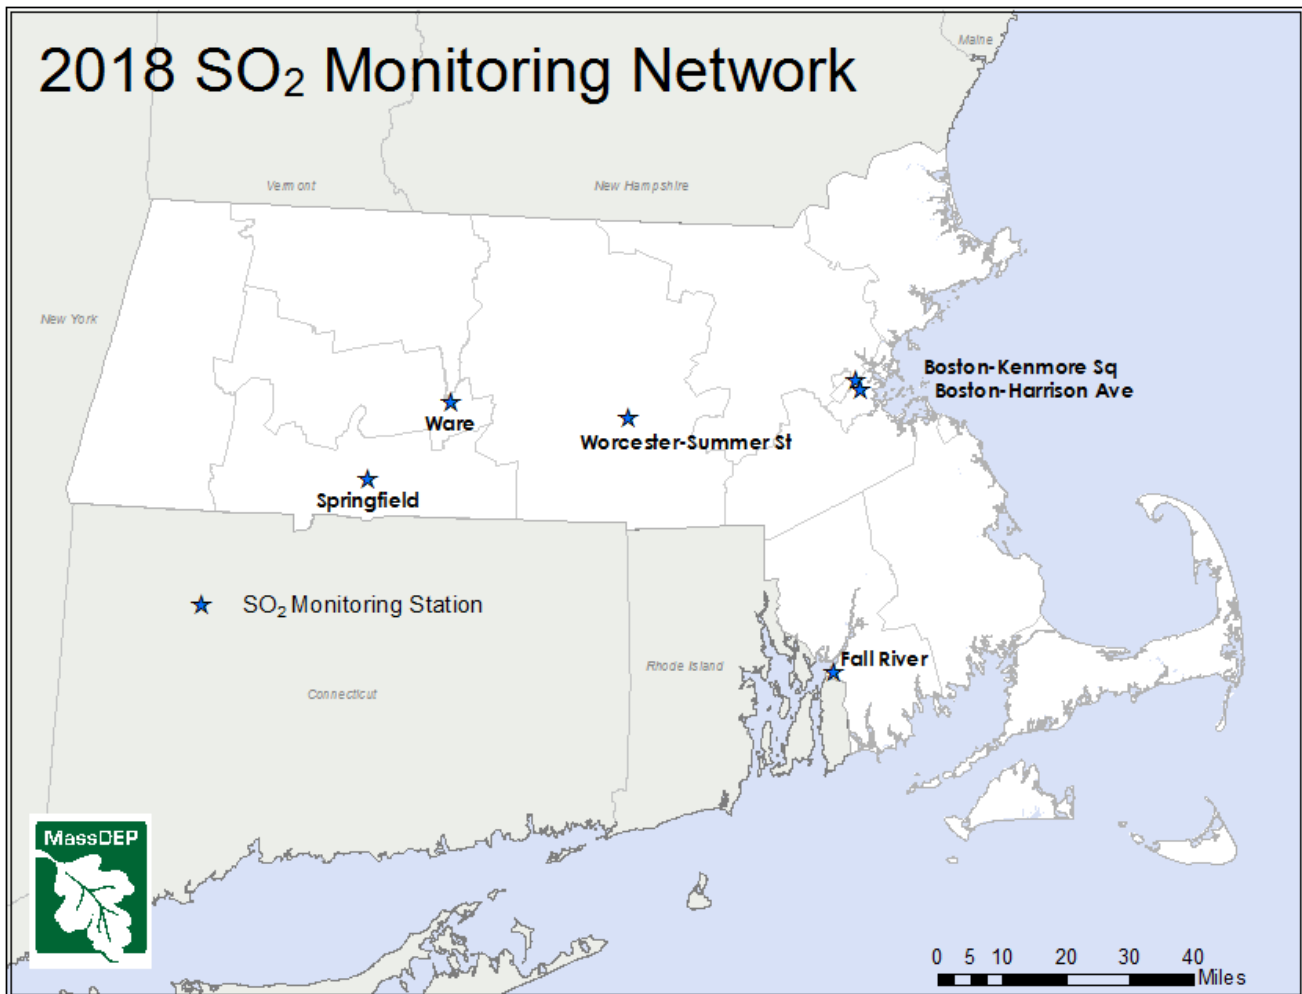 2018 SO₂ Monitoring Network
Maine
Vermont
New Hampshire
New York
Boston-Kenmore Sq
Boston-Harrison Ave
Ware
Worcester-Summer St
Springfield
SO₂ Monitoring Station
Fall River
Rhode Island
Connecticut
MassDEP
0 5 10 20 30 40
Miles